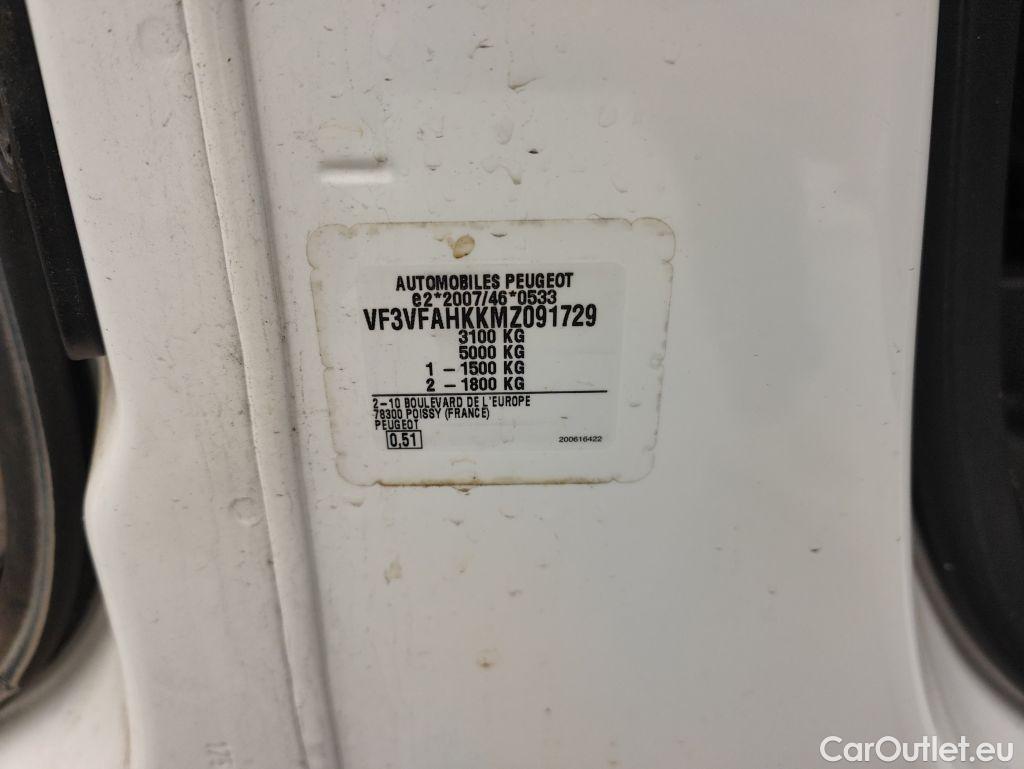 AUTOMOBILES PEUGEOT
e2*2007/46*0533
VF3VFAHKKMZ091729
3100 KG
5000 KG
1 - 1500 KG
2 - 1800 KG
2-10 BOULEVARD DE L'EUROPE
78300 POISSY (FRANCE)
PEUGEOT
0,51
200616422
CarOutlet.eu